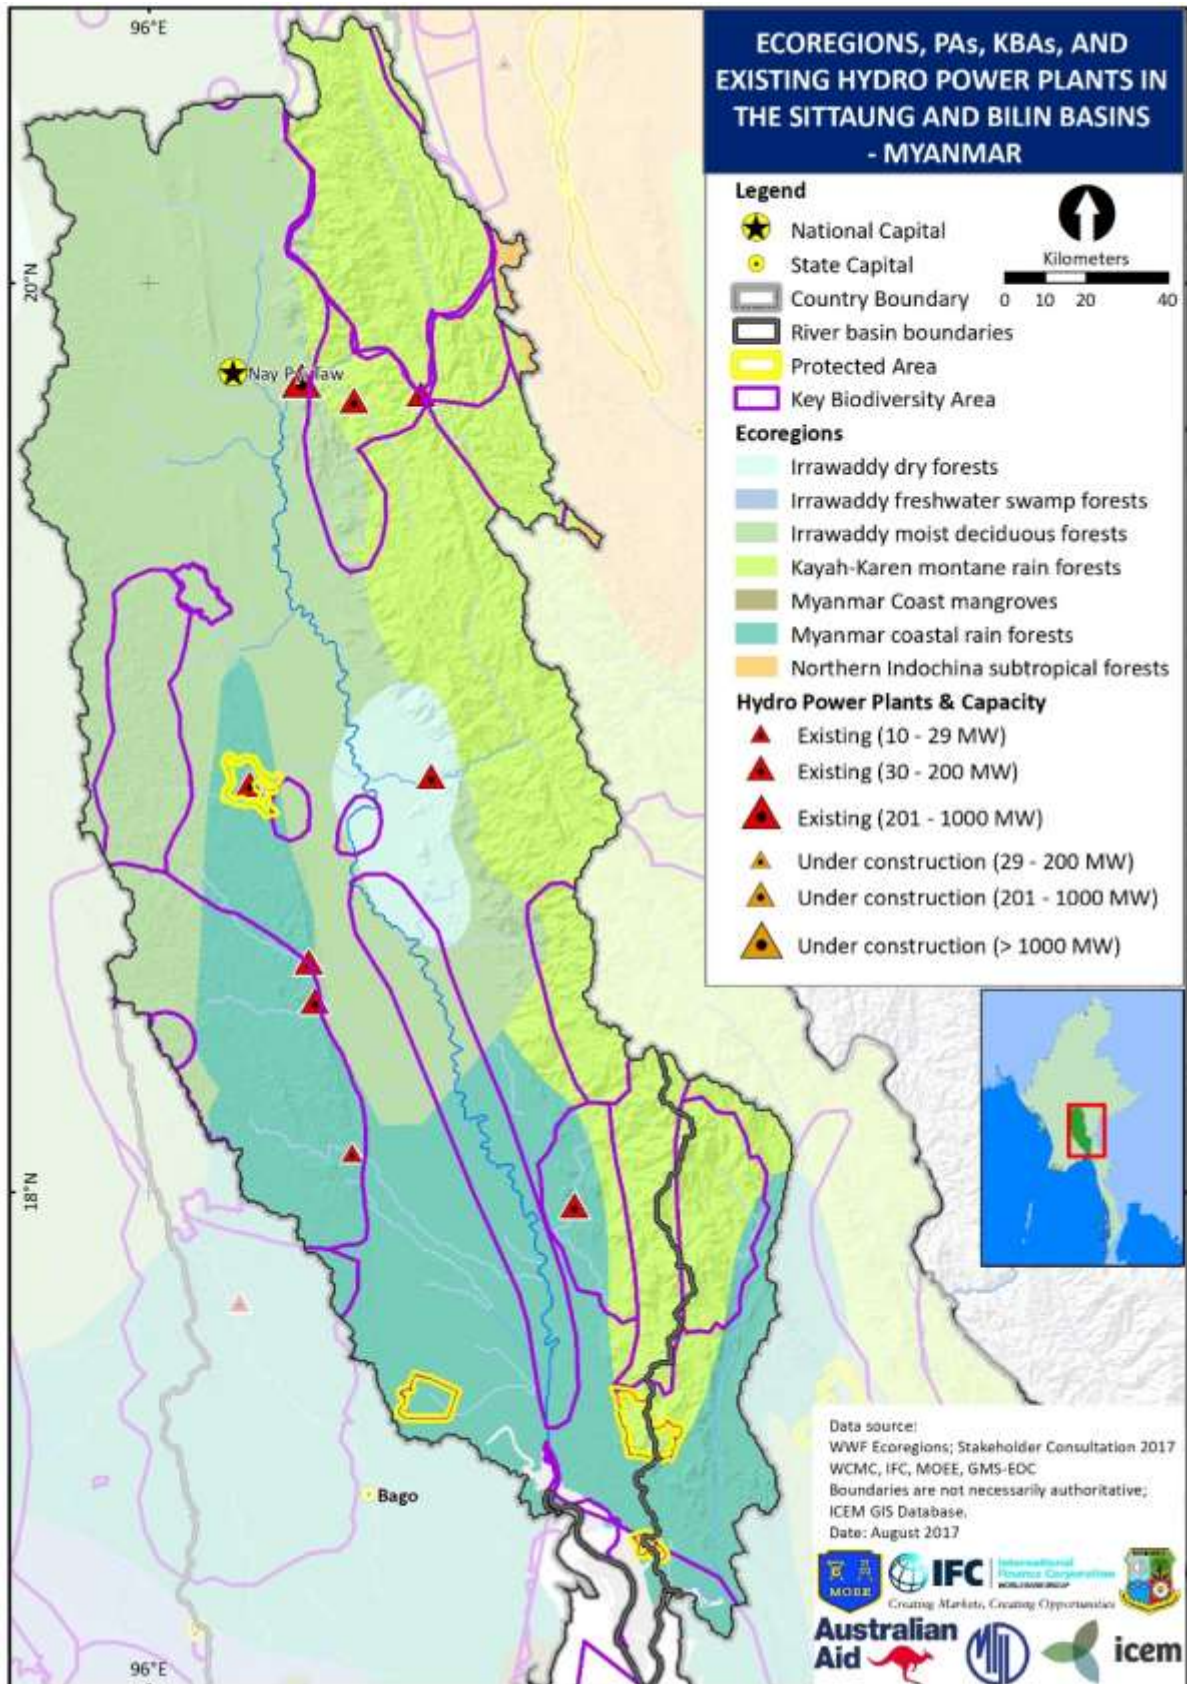 96°E
ECOREGIONS, PAs, KBAs, AND
EXISTING HYDRO POWER PLANTS IN
THE SITTAUNG AND BILIN BASINS
- MYANMAR
Legend
National Capital
State Capital
Country Boundary
River basin boundaries
Protected Area
Key Biodiversity Area
Kilometers
0 10 20 40
Ecoregions
Irrawaddy dry forests
Irrawaddy freshwater swamp forests
Irrawaddy moist deciduous forests
Kayah-Karen montane rain forests
Myanmar Coast mangroves
Myanmar coastal rain forests
Northern Indochina subtropical forests
Hydro Power Plants & Capacity
Existing (10 - 29 MW)
Existing (30 - 200 MW)
Existing (201 - 1000 MW)
Under construction (29 - 200 MW)
Under construction (201 - 1000 MW)
Under construction (> 1000 MW)
20°N
Nay Taw
18°N
Bago
96°E
Data source:
WWF Ecoregions; Stakeholder Consultation 2017
WCMC, IFC, MOEE, GMS-EOC
Boundaries are not necessarily authoritative;
ICEM GIS Database.
Date: August 2017
MOEE
IFC
International
Finance Corporation
WORLD BANK GROUP
Creating Markets, Creating Opportunities
Australian
Aid
icem